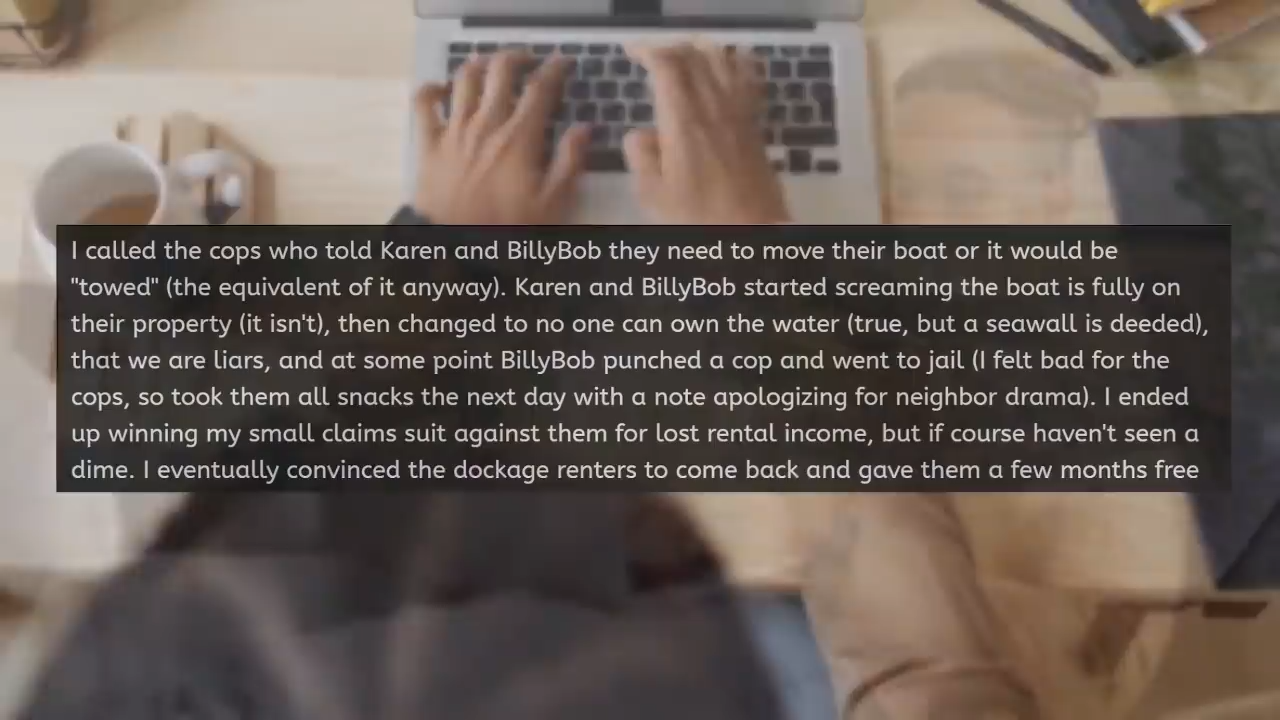 I called the cops who told Karen and BillyBob they need to move their boat or it would be
"towed" (the equivalent of it anyway). Karen and BillyBob started screaming the boat is fully on
their property (it isn't), then changed to no one can own the water (true, but a seawall is deeded),
that we are liars, and at some point BillyBob punched a cop and went to jail (I felt bad for the
cops, so took them all snacks the next day with a note apologizing for neighbor drama). I ended
up winning my small claims suit against them for lost rental income, but if course haven't seen a
dime. I eventually convinced the dockage renters to come back and gave them a few months free